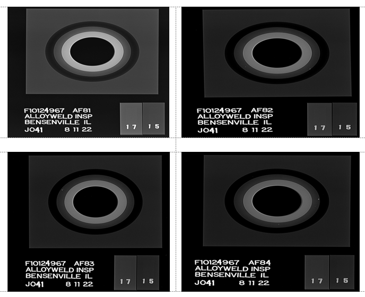 F10124967 AF81
ALLOYWELD INSP
BENSENVILLE IL
J041 8 11 22
17 15
F10124967 AF82
ALLOYWELD INSP
BENSENVILLE IL
J041 8 11 22
17 15
F10124967 AF83
ALLOYWELD INSP
BENSENVILLE IL
J041 8 11 22
17 15
F10124967 AF84
ALLOYWELD INSP
BENSENVILLE IL
J041 8 11 22
17 15